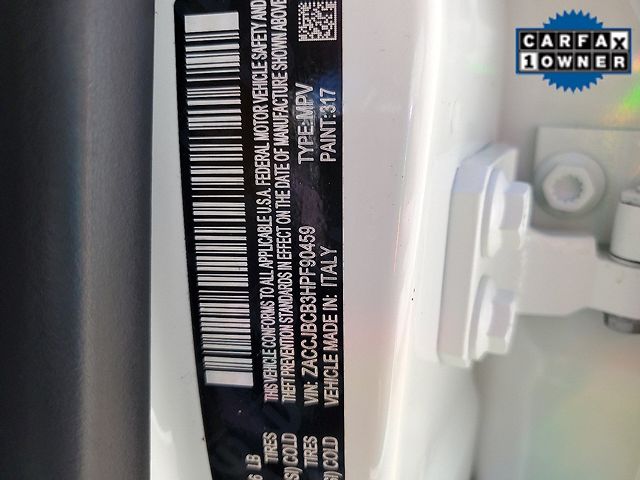 CARFAX
1 OWNER
THIS VEHICLE CONFORMS TO ALL APPLICABLE U.S.A. FEDERAL MOTOR VEHICLE SAFETY AND
THEFT PREVENTION STANDARDS IN EFFECT ON THE DATE OF MANUFACTURE SHOWN ABOVE
VIN: ZACCJBCB3HPF90459 TYPE: MPV
VEHICLE MADE IN: ITALY PAINT: 317
LB
TIRES
COLD
TIRES
COLD